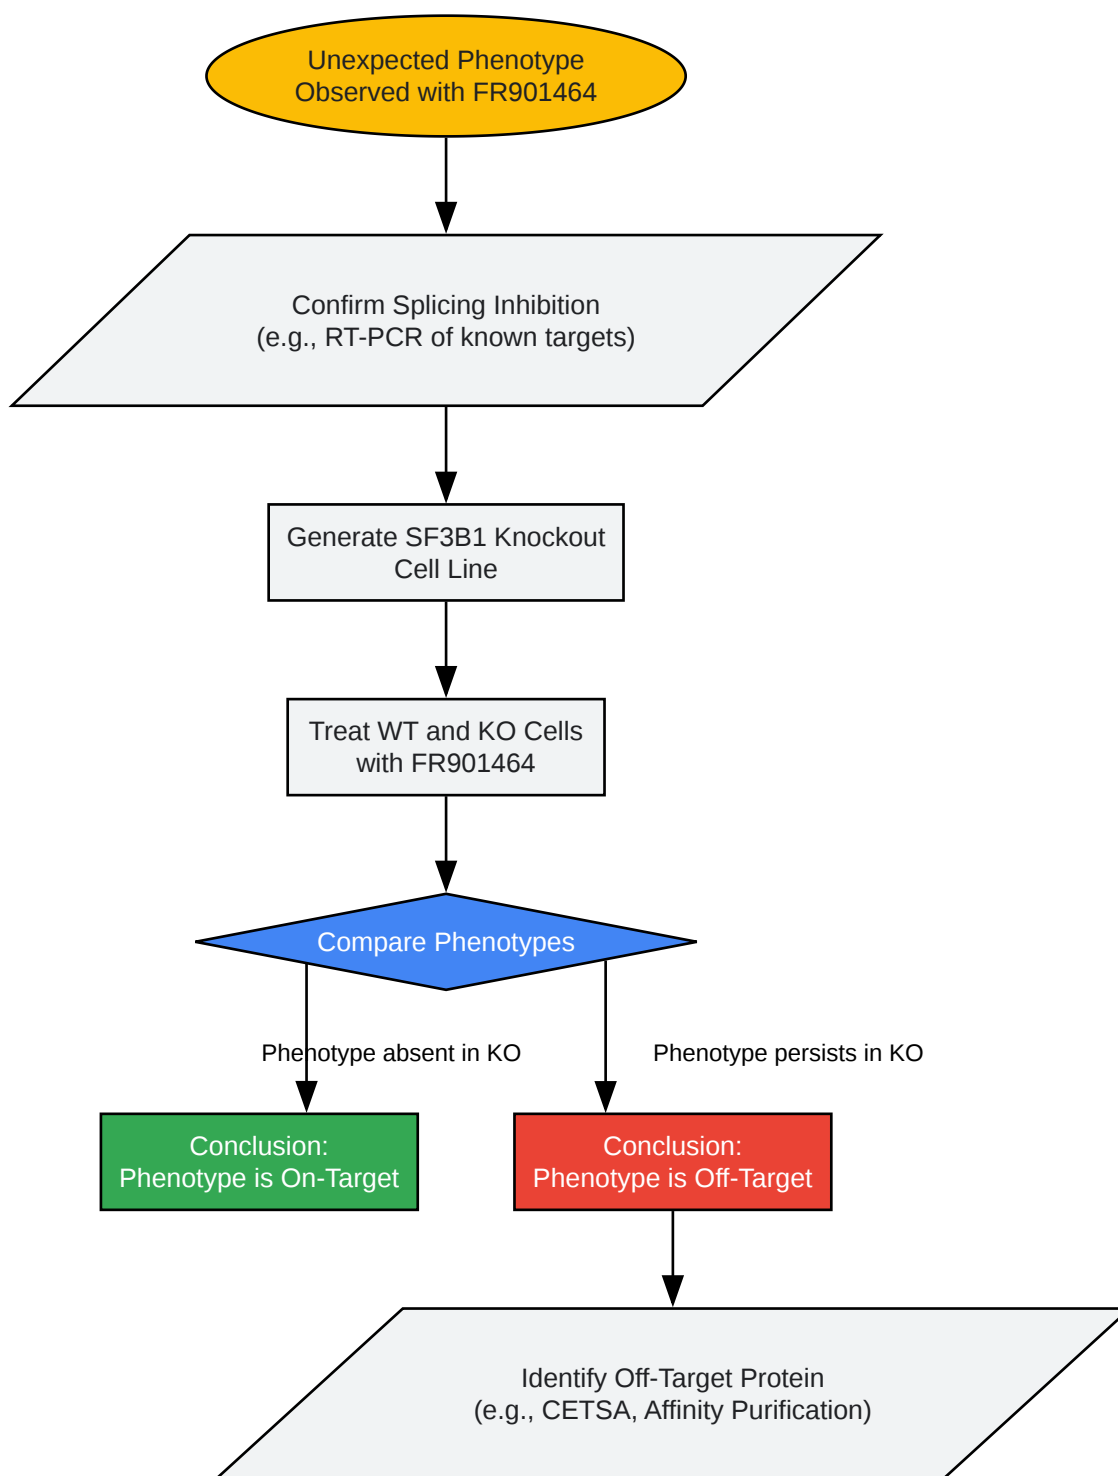 Unexpected Phenotype
Observed with FR901464
Confirm Splicing Inhibition
(e.g., RT-PCR of known targets)
Generate SF3B1 Knockout
Cell Line
Treat WT and KO Cells
with FR901464
Compare Phenotypes
Phenotype absent in KO
Phenotype persists in KO
Conclusion:
Phenotype is On-Target
Conclusion:
Phenotype is Off-Target
Identify Off-Target Protein
(e.g., CETSA, Affinity Purification)